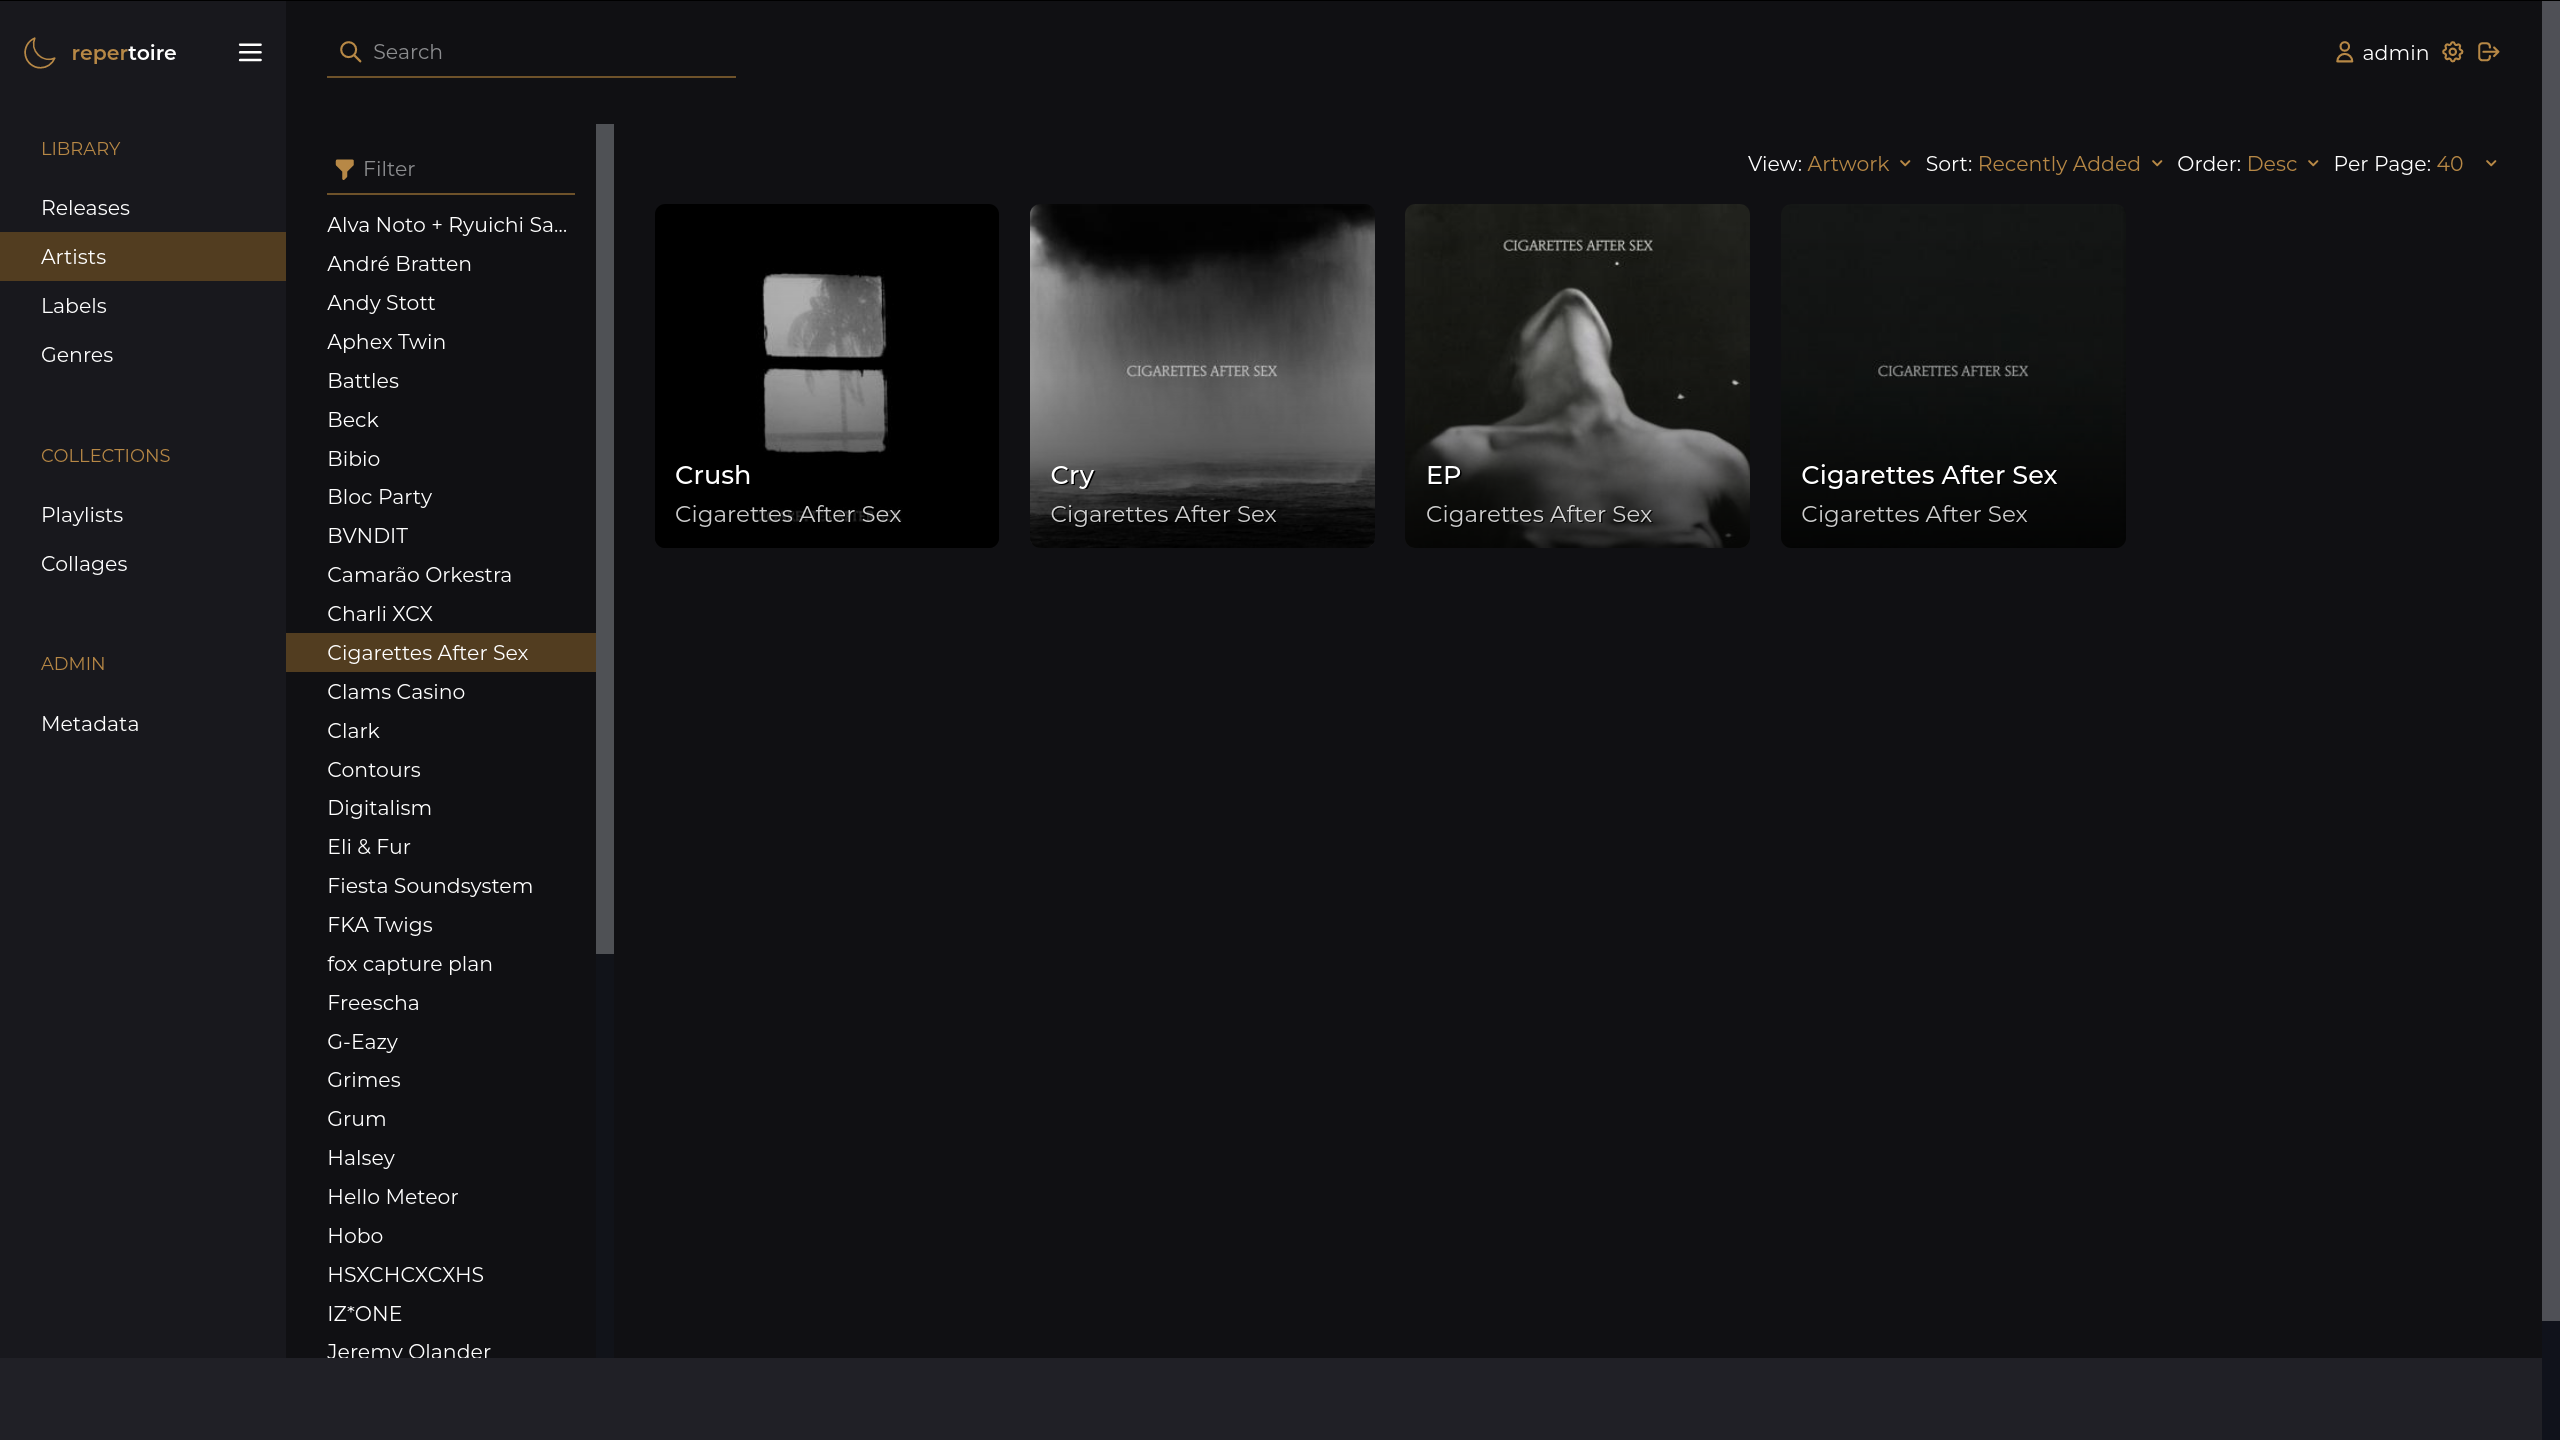 repertoire
Search
admin
LIBRARY
Releases
Artists
Labels
Genres
COLLECTIONS
Playlists
Collages
ADMIN
Metadata
Filter
Alva Noto + Ryuichi Sa...
André Bratten
Andy Stott
Aphex Twin
Battles
Beck
Bibio
Bloc Party
BVNDIT
Camarão Orkestra
Charli XCX
Cigarettes After Sex
Clams Casino
Clark
Contours
Digitalism
Eli & Fur
Fiesta Soundsystem
FKA Twigs
fox capture plan
Freescha
G-Eazy
Grimes
Grum
Halsey
Hello Meteor
Hobo
HSXCHCXCXHS
IZ*ONE
Jeremy Olander
View: Artwork Sort: Recently Added Order: Desc Per Page: 40
Crush
Cigarettes After Sex
CIGARETTES AFTER SEX
Cry
Cigarettes After Sex
CIGARETTES AFTER SEX
EP
Cigarettes After Sex
CIGARETTES AFTER SEX
Cigarettes After Sex
Cigarettes After Sex